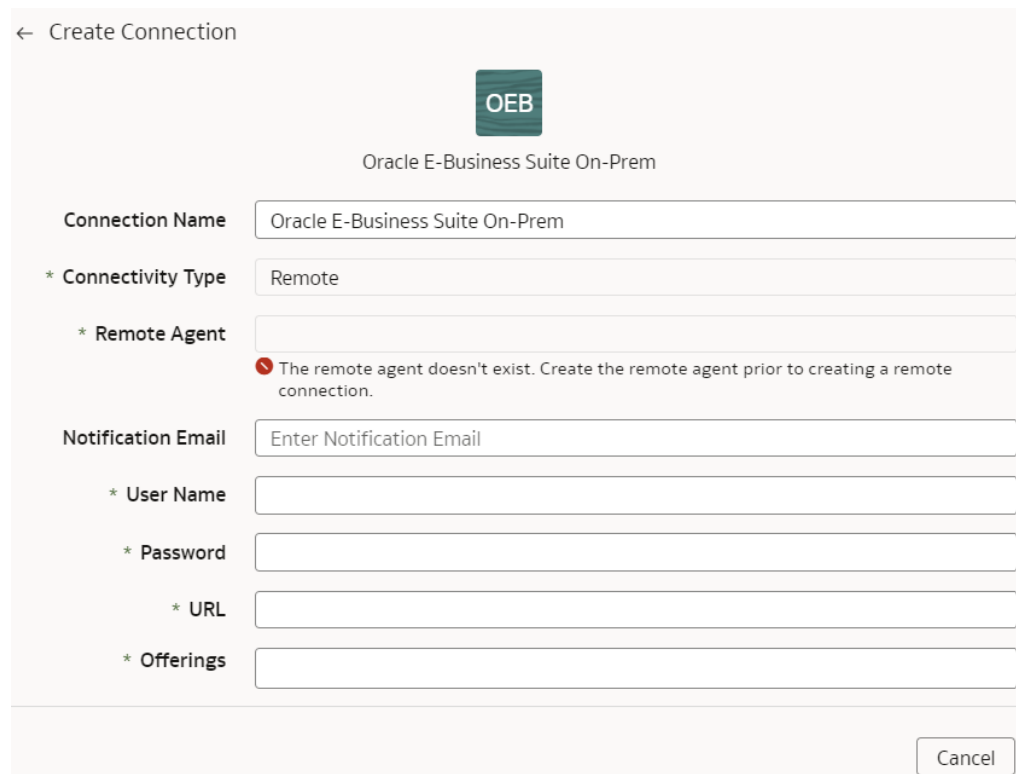 ← Create Connection
OEB
Oracle E-Business Suite On-Prem
Connection Name Oracle E-Business Suite On-Prem
* Connectivity Type Remote
* Remote Agent
The remote agent doesn't exist. Create the remote agent prior to creating a remote
connection.
Notification Email Enter Notification Email
* User Name
* Password
* URL
* Offerings
Cancel